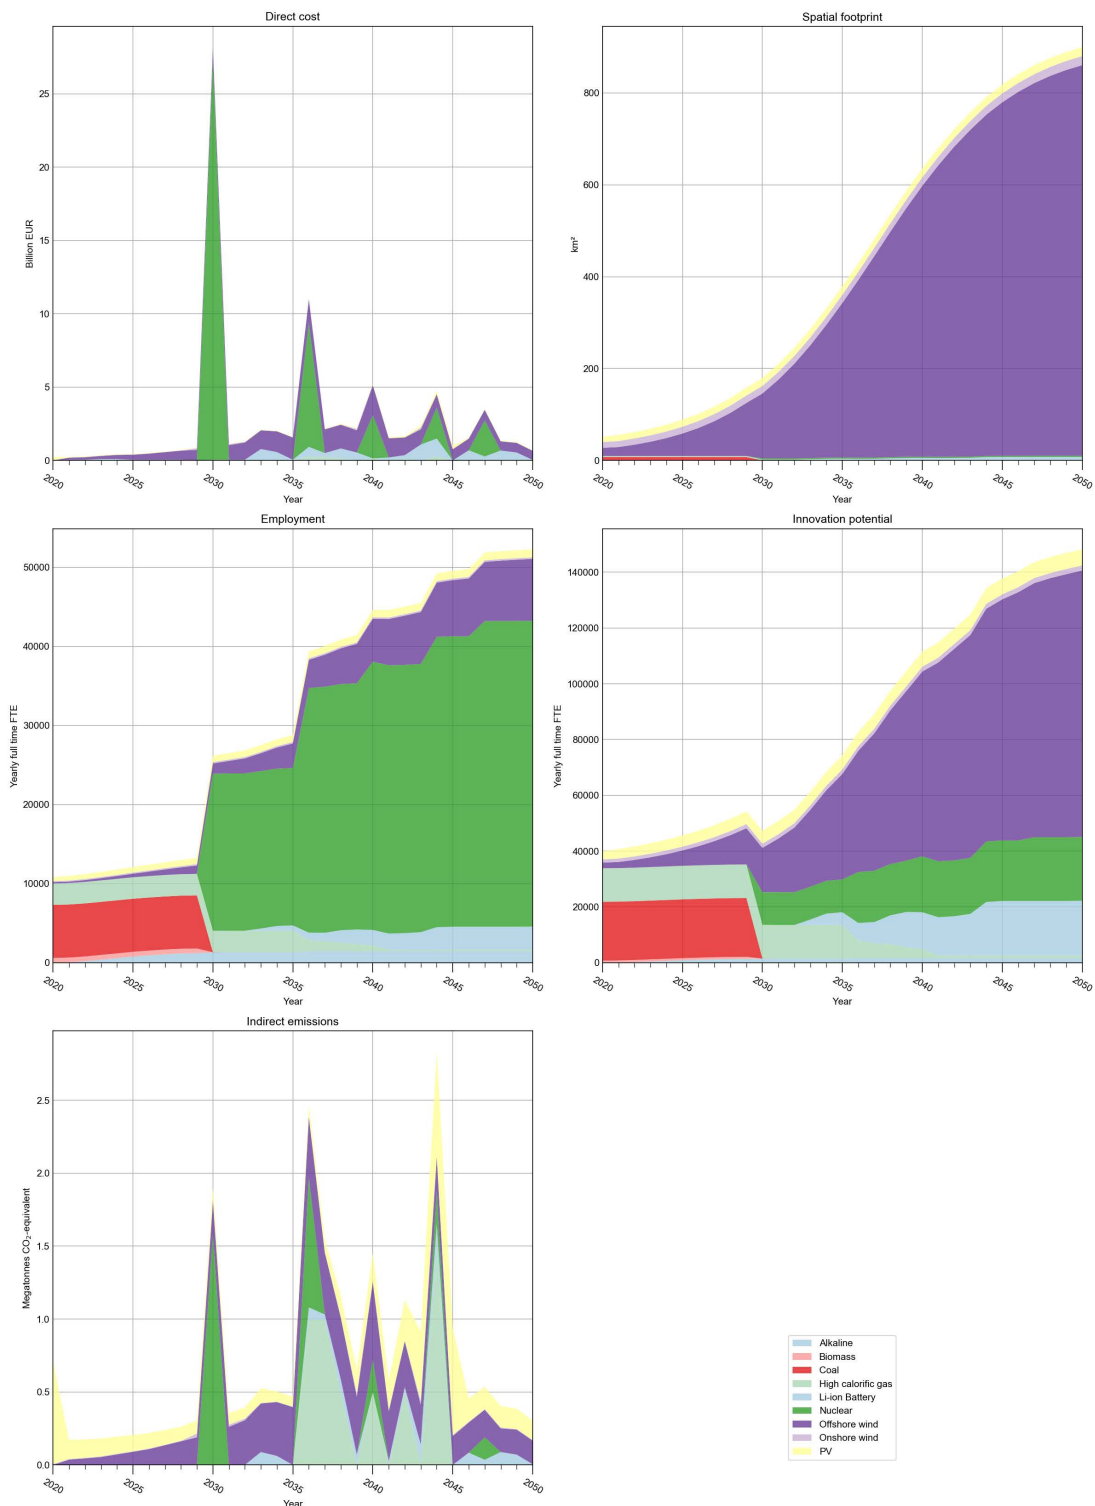 Direct cost
Billion EUR
25
20
15
10
5
0
2020 2025 2030 2035 2040 2045 2050
Year
Spatial footprint
km²
800
600
400
200
0
2020 2025 2030 2035 2040 2045 2050
Year
Employment
Yearly full time FTE
50000
40000
30000
20000
10000
0
2020 2025 2030 2035 2040 2045 2050
Year
Innovation potential
Yearly full time FTE
140000
120000
100000
80000
60000
40000
20000
0
2020 2025 2030 2035 2040 2045 2050
Year
Indirect emissions
Megatonnes CO₂-equivalent
2.5
2.0
1.5
1.0
0.5
0.0
2020 2025 2030 2035 2040 2045 2050
Year
Alkaline
Biomass
Coal
High calorific gas
Li-ion Battery
Nuclear
Offshore wind
Onshore wind
PV